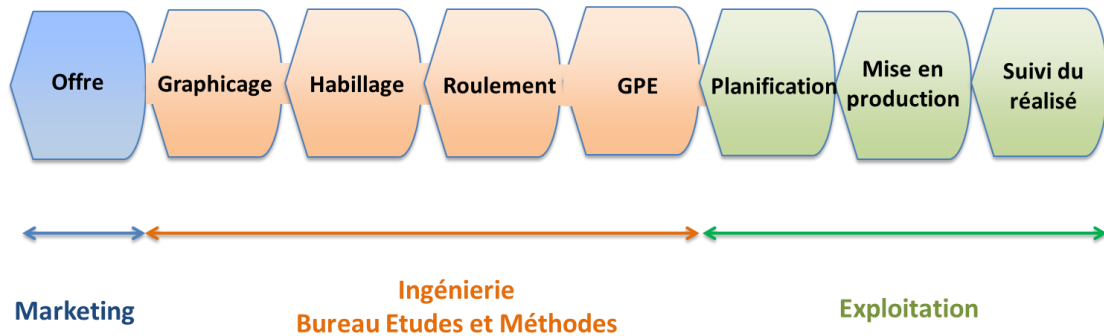 Offre
Graphicage
Habillage
Roulement
GPE
Planification
Mise en
production
Suivi du
réalisé
Marketing
Ingénierie
Bureau Etudes et Méthodes
Exploitation